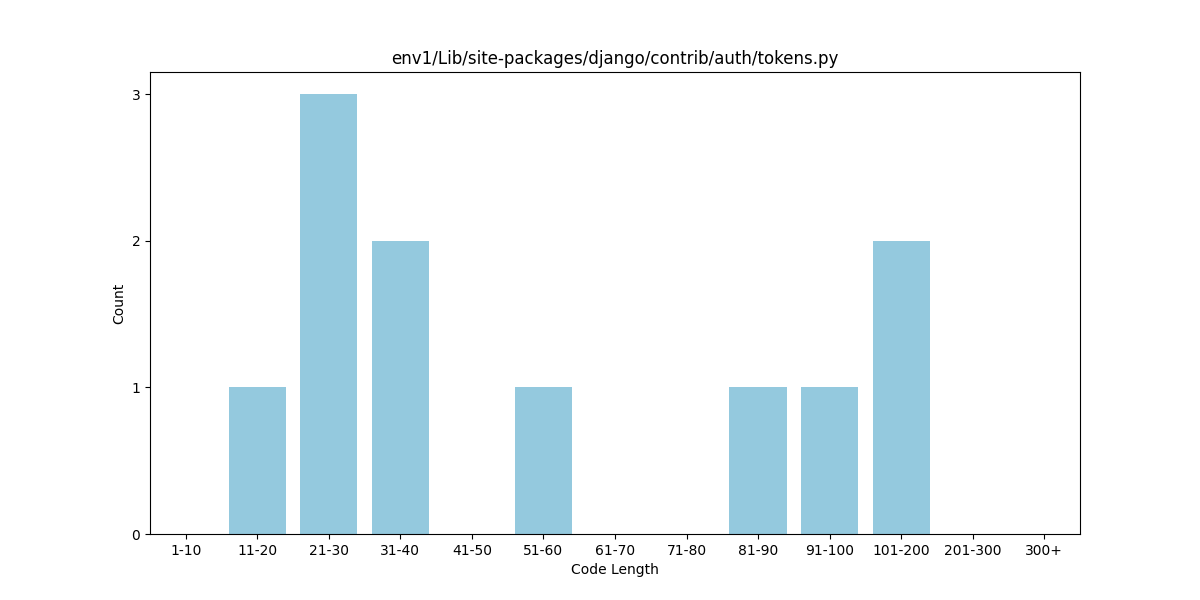 env1/Lib/site-packages/django/contrib/auth/tokens.py
3
2
1
0
Count
1-10 11-20 21-30 31-40 41-50 51-60 61-70 71-80 81-90 91-100 101-200 201-300 300+
Code Length